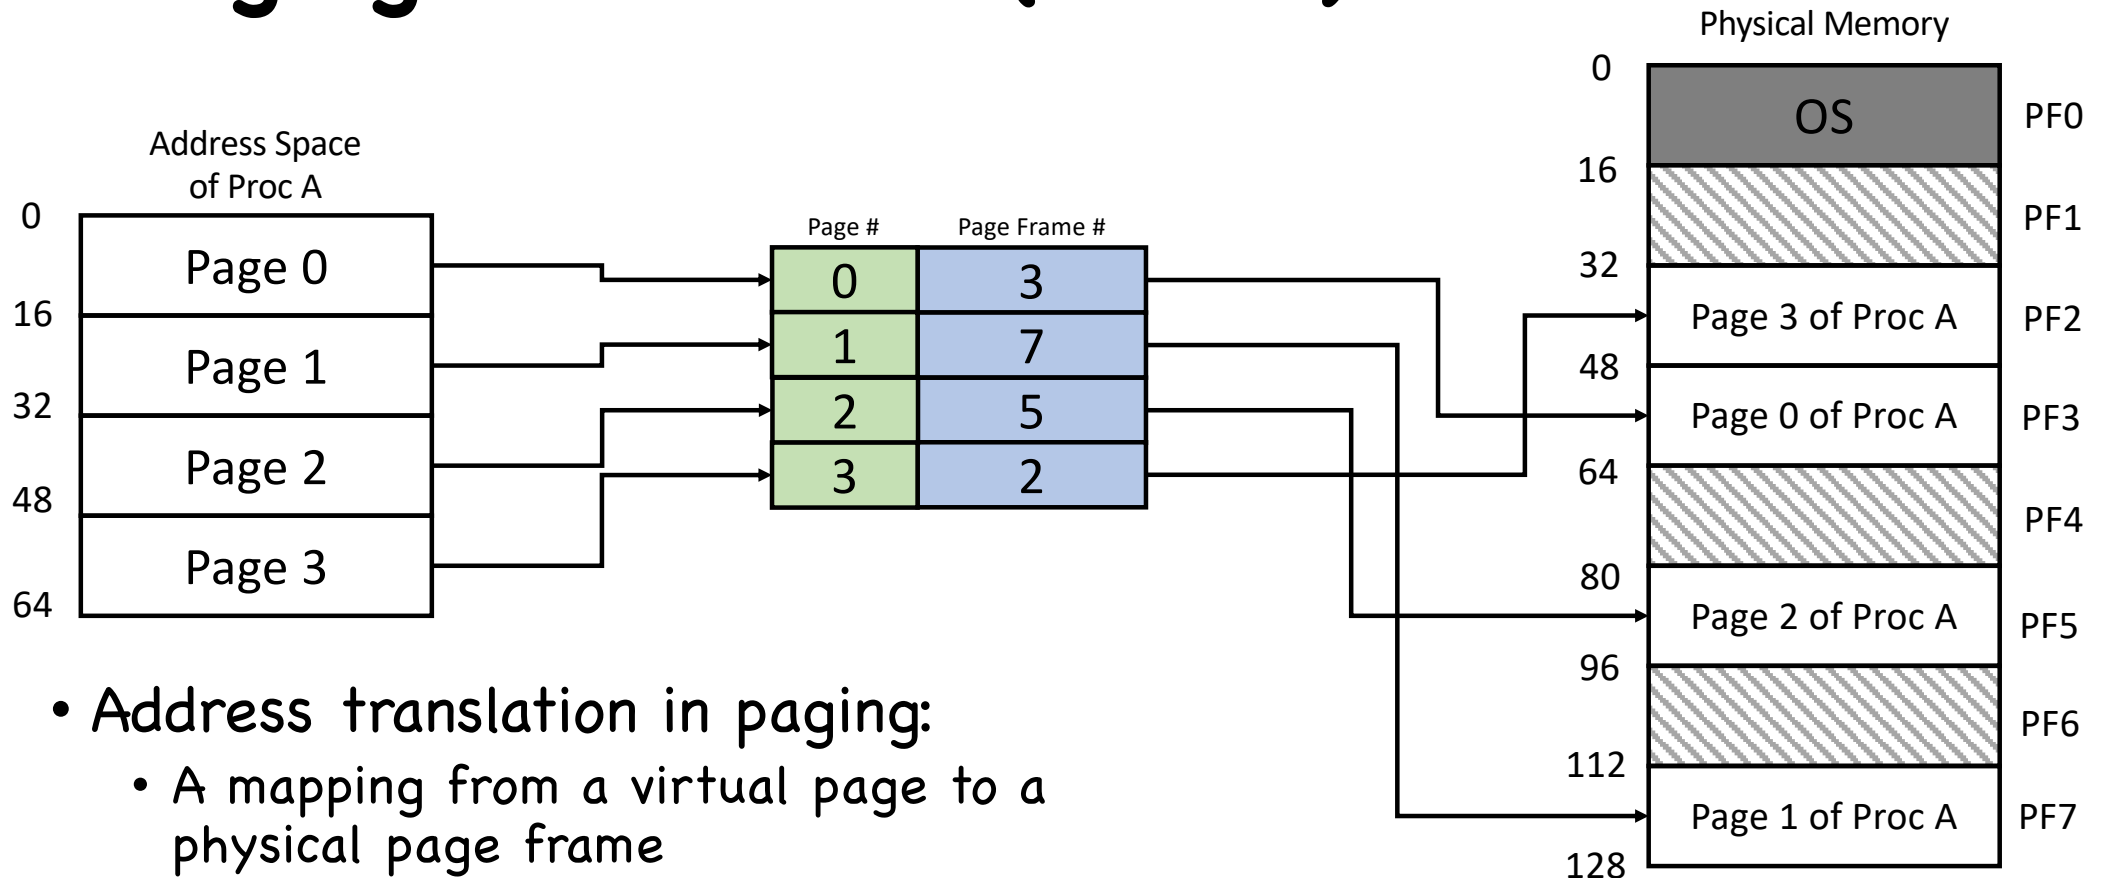 Address Space
of Proc A
0
Page 0
16
Page 1
32
Page 2
48
Page 3
64
Page # Page Frame #
0 3
1 7
2 5
3 2
Physical Memory
0
OS PF0
16
PF1
32
Page 3 of Proc A PF2
48
Page 0 of Proc A PF3
64
PF4
80
Page 2 of Proc A PF5
96
PF6
112
Page 1 of Proc A PF7
128
• Address translation in paging:
• A mapping from a virtual page to a
physical page frame